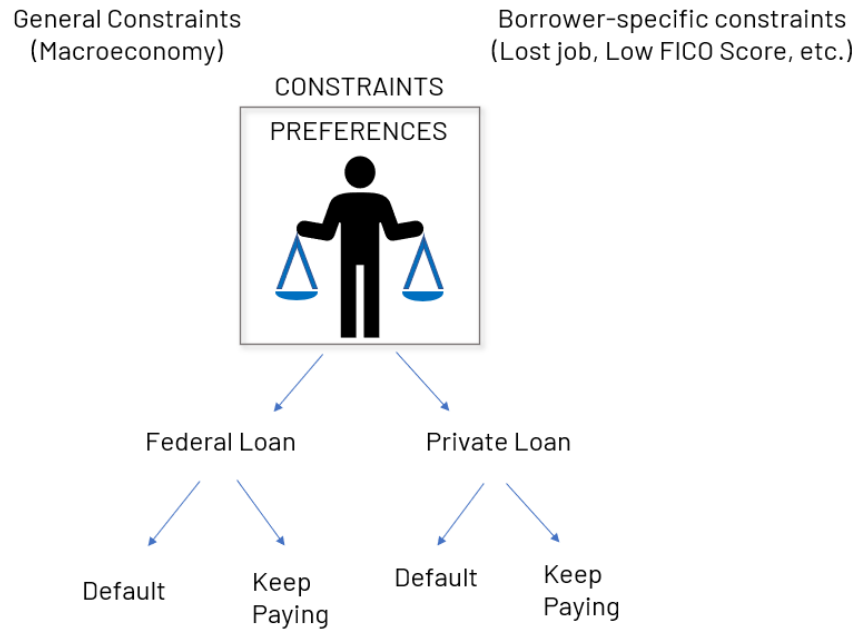 General Constraints
(Macroeconomy)
Borrower-specific constraints
(Lost job, Low FICO Score, etc.)
CONSTRAINTS
PREFERENCES
Federal Loan
Private Loan
Default
Keep
Paying
Default
Keep
Paying